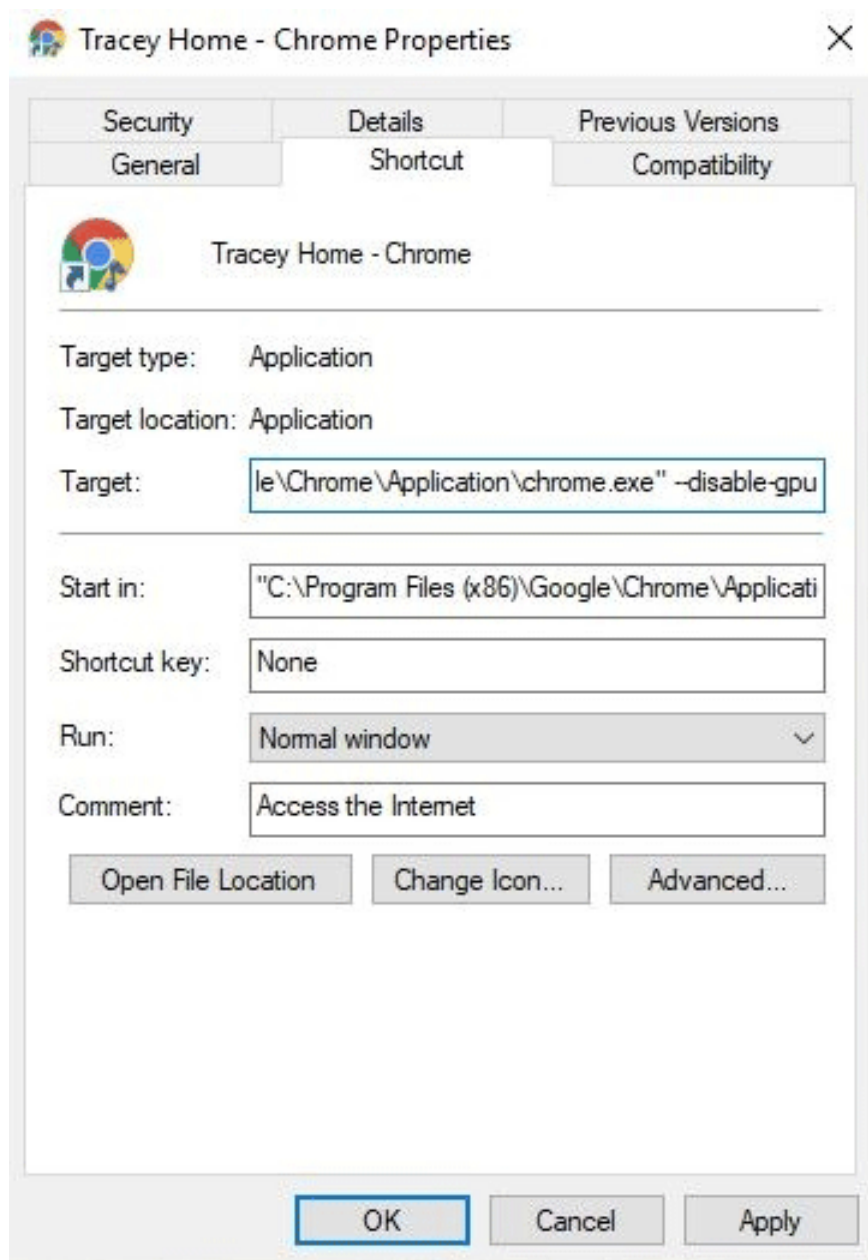 Tracey Home - Chrome Properties
Security Details Previous Versions
General Shortcut Compatibility
Tracey Home - Chrome
Target type: Application
Target location: Application
Target: le\Chrome\Application\chrome.exe" --disable-gpu
Start in: "C:\Program Files (x86)\Google\Chrome\Applicati
Shortcut key: None
Run: Normal window
Comment: Access the Internet
Open File Location Change Icon... Advanced...
OK Cancel Apply